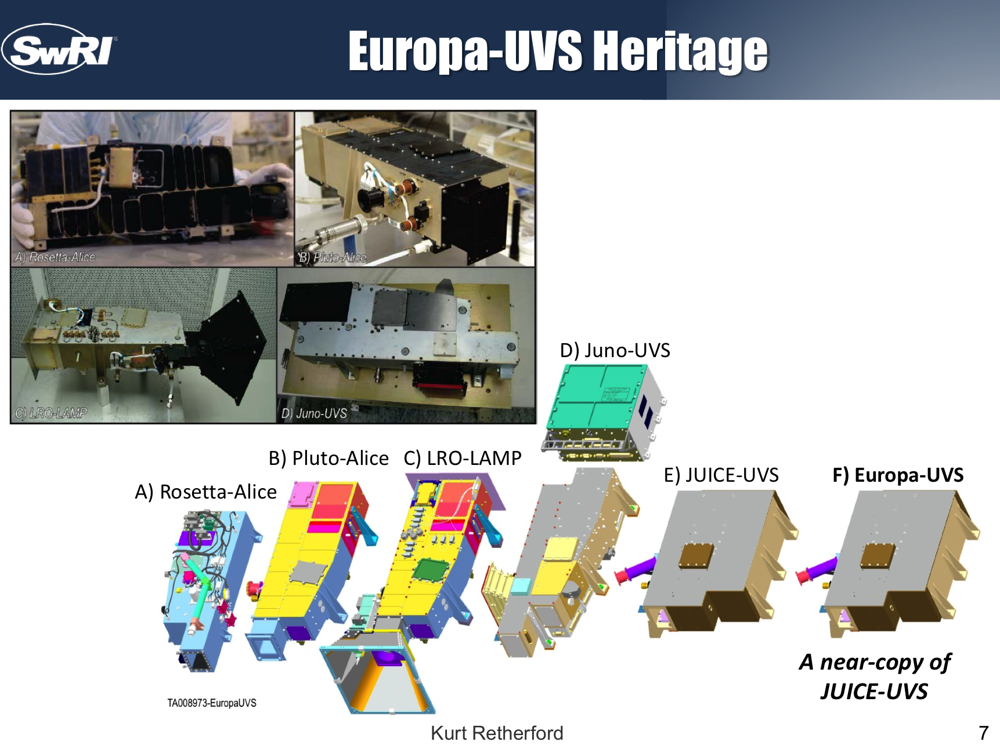 SwRI
Europa-UVS Heritage
A) Rosetta-Alice
B) Pluto-Alice
C) LRO-LAMP
D) Juno-UVS
D) Juno-UVS
B) Pluto-Alice
C) LRO-LAMP
E) JUICE-UVS
F) Europa-UVS
A) Rosetta-Alice
A near-copy of
JUICE-UVS
TA008973-EuropaUVS
Kurt Retherford
7